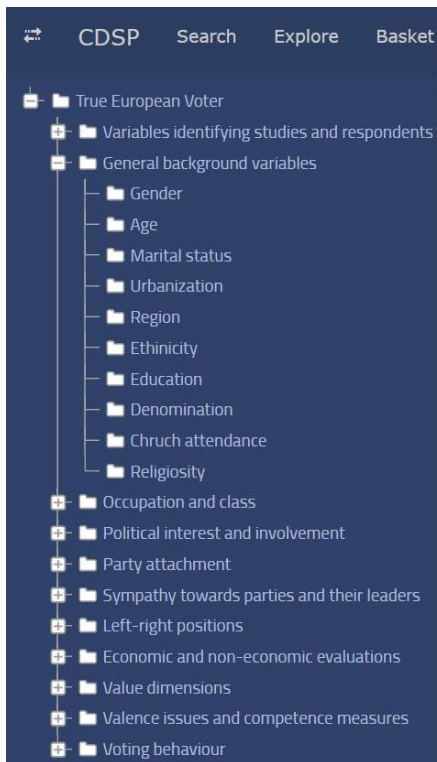 CDSP Search Explore Basket
True European Voter
Variables identifying studies and respondents
General background variables
Gender
Age
Marital status
Urbanization
Region
Ethinicity
Education
Denomination
Chruch attendance
Religiosity
Occupation and class
Political interest and involvement
Party attachment
Sympathy towards parties and their leaders
Left-right positions
Economic and non-economic evaluations
Value dimensions
Valence issues and competence measures
Voting behaviour